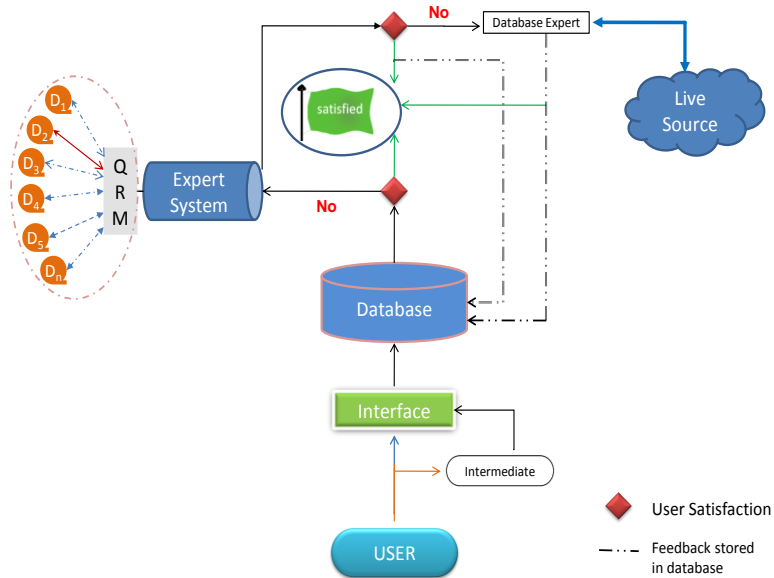 No
Database Expert
satisfied
Live
Source
D1
D2
D3
D4
D5
Dn
Q
R
M
Expert
System
No
Database
Interface
Intermediate
USER
User Satisfaction
Feedback stored
in database